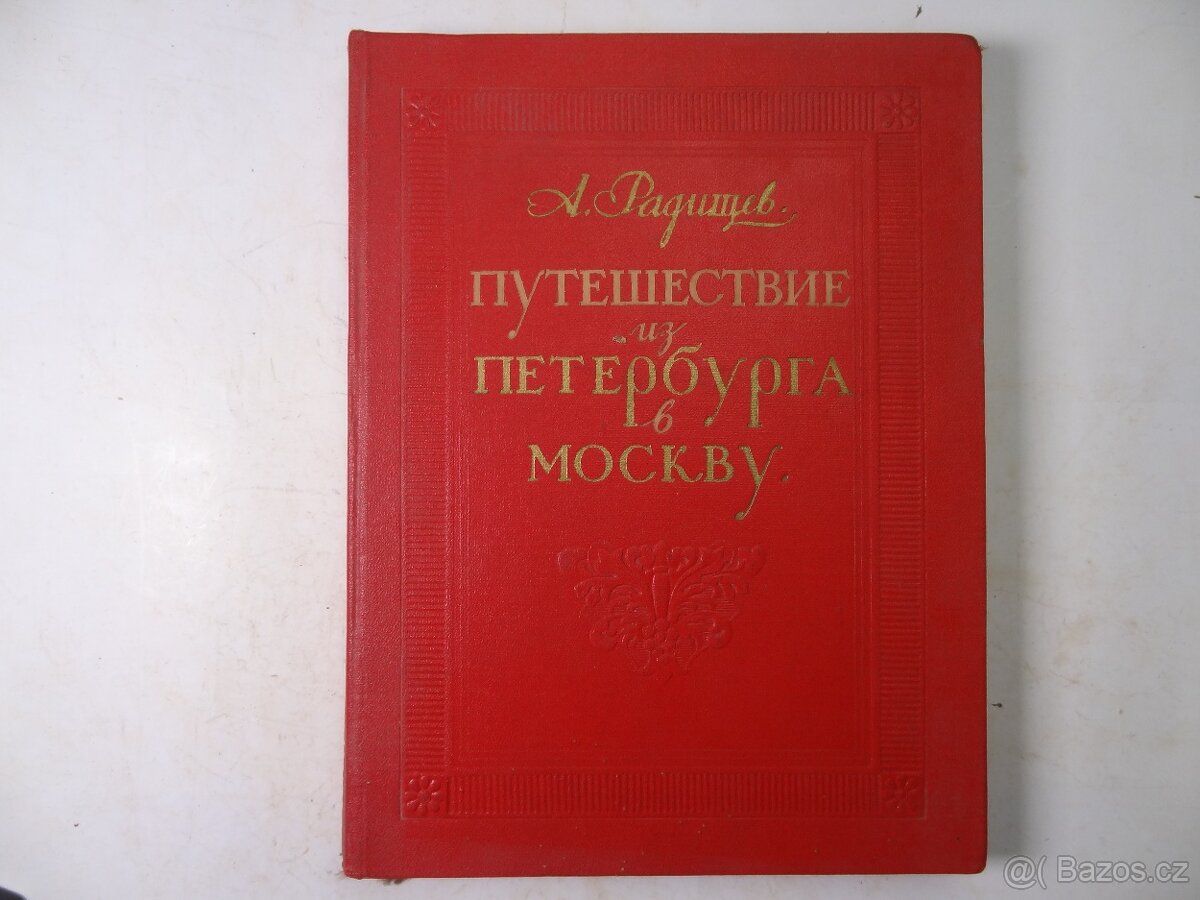 А. Радищев.
ПУТЕШЕСТВИЕ
из
ПЕТЕРБУРГА
в
МОСКВУ.
@( Bazos.cz